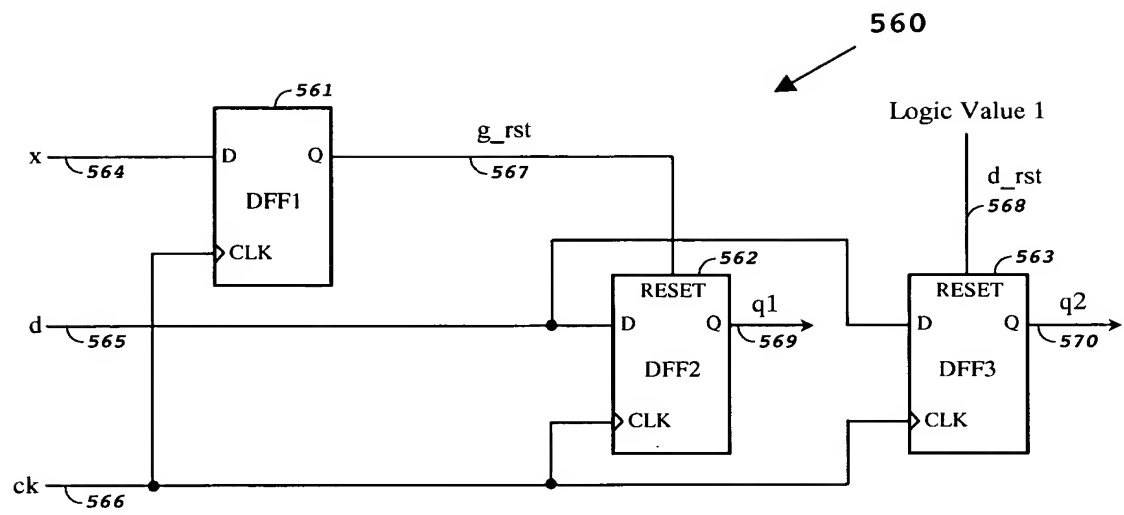 560
561
Logic Value 1
x
564
D
Q
g_rst
567
d_rst
568
DFF1
CLK
562
563
RESET
RESET
d
565
D
Q
q1
569
D
Q
q2
570
DFF2
DFF3
CLK
CLK
ck
566